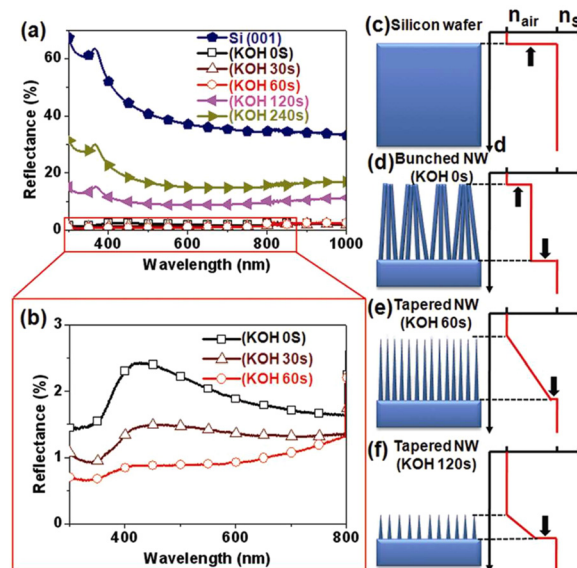 (a)
Si (001)
(KOH 0S)
(KOH 30s)
(KOH 60s)
(KOH 120s)
(KOH 240s)
Reflectance (%)
60
40
20
0
400
600
800
1000
Wavelength (nm)
(b)
(KOH 0S)
(KOH 30s)
(KOH 60s)
Reflectance (%)
3
2
1
0
400
600
800
Wavelength (nm)
(c)
Silicon wafer
n air
n s
d
(d)
Bunched NW
(KOH 0s)
(e)
Tapered NW
(KOH 60s)
(f)
Tapered NW
(KOH 120s)